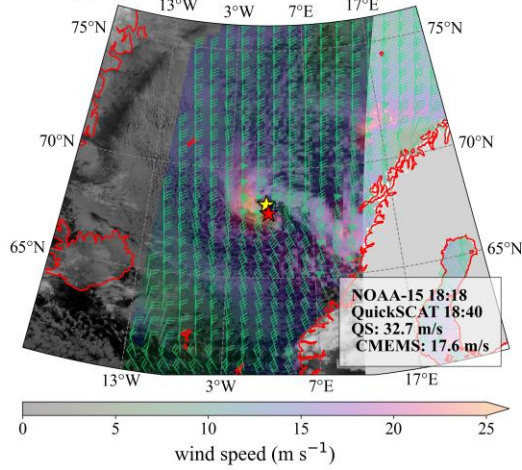 13°W 3°W 7°E 17°E
75°N 75°N
70°N 70°N
65°N 65°N
NOAA-15 18:18
QuickSCAT 18:40
QS: 32.7 m/s
CMEMS: 17.6 m/s
13°W 3°W 7°E 17°E
0 5 10 15 20 25
wind speed (m s⁻¹)